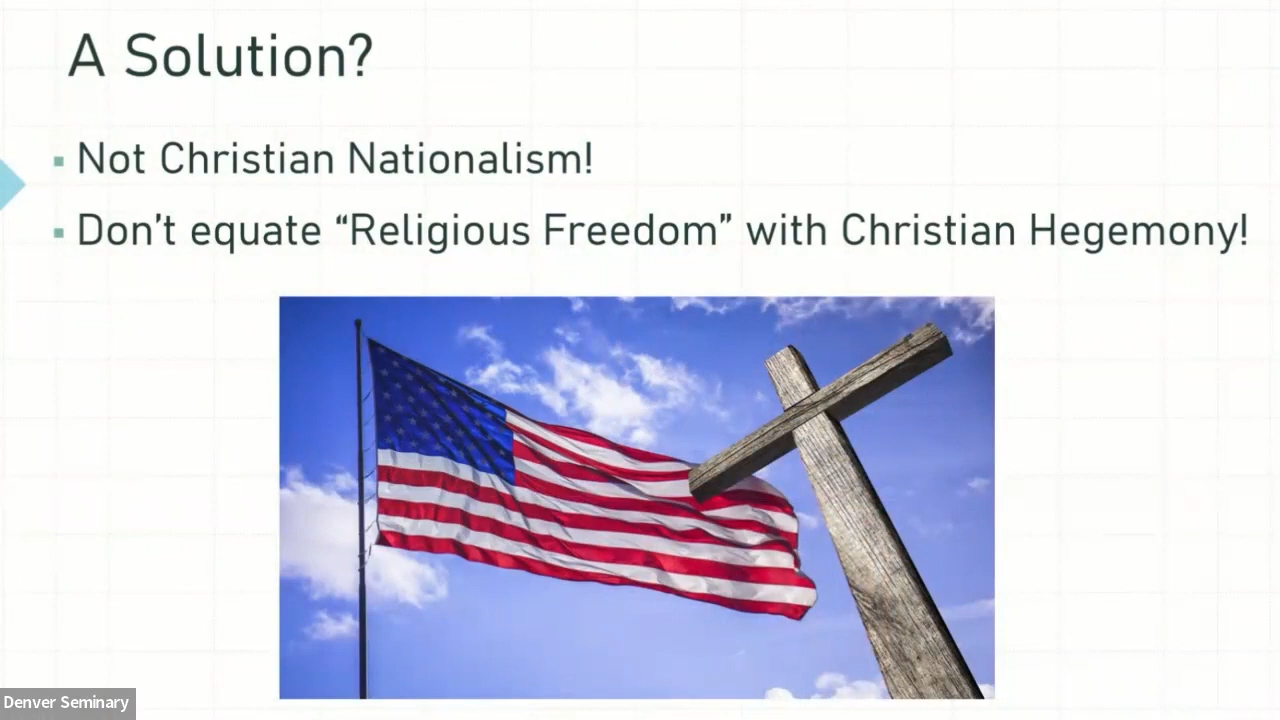 A Solution?
Not Christian Nationalism!
Don't equate “Religious Freedom” with Christian Hegemony!
Denver Seminary